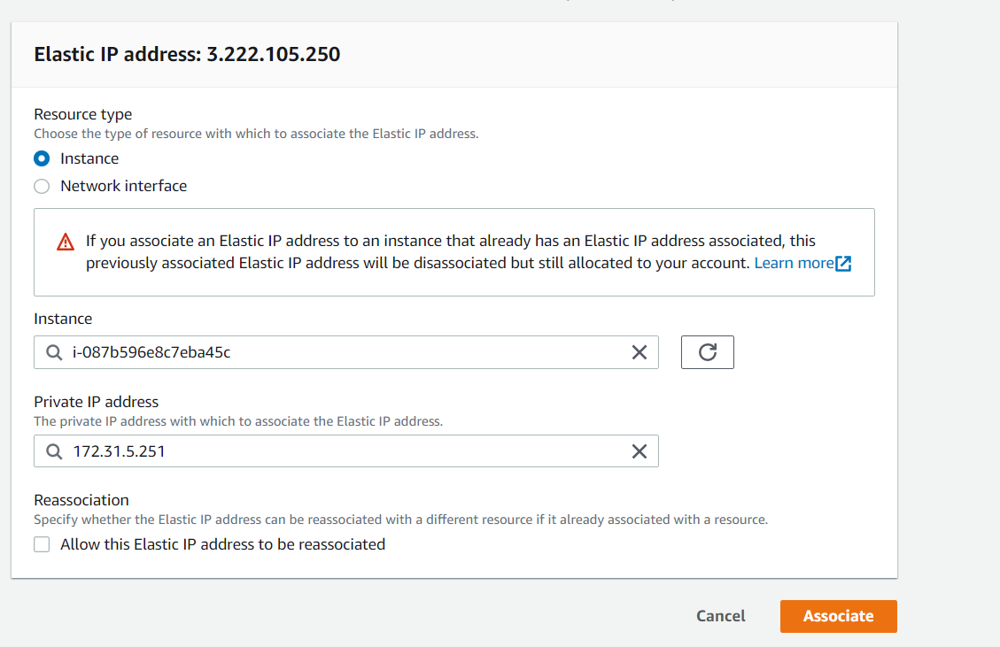 Elastic IP address: 3.222.105.250
Resource type
Choose the type of resource with which to associate the Elastic IP address.
Instance
Network interface
If you associate an Elastic IP address to an instance that already has an Elastic IP address associated, this
previously associated Elastic IP address will be disassociated but still allocated to your account. Learn more
Instance
i-087b596e8c7eba45c
Private IP address
The private IP address with which to associate the Elastic IP address.
172.31.5.251
Reassociation
Specify whether the Elastic IP address can be reassociated with a different resource if it already associated with a resource.
Allow this Elastic IP address to be reassociated
Cancel
Associate